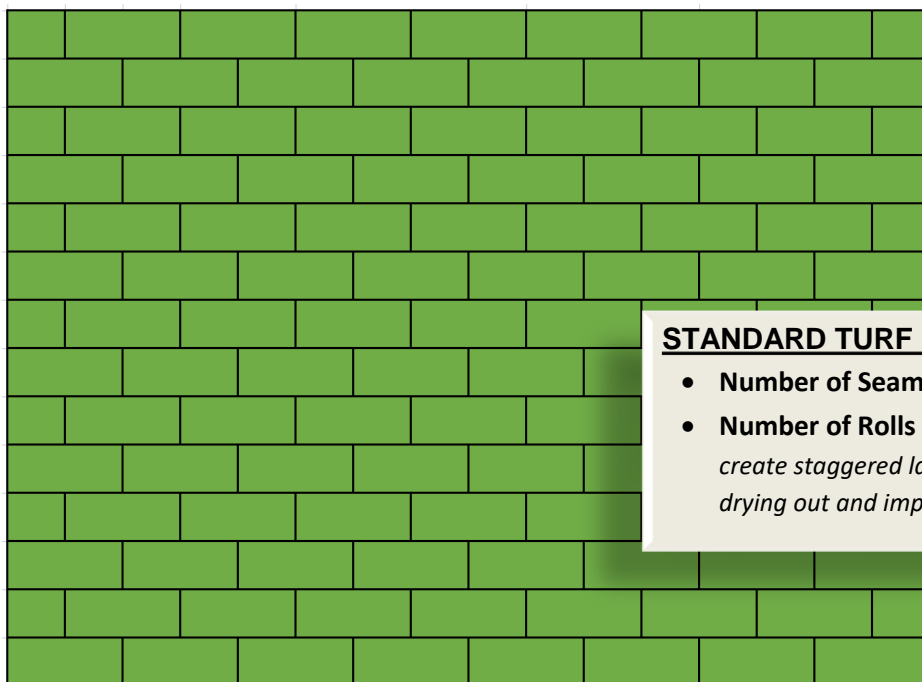 STANDARD TURF
• Number of Seam
• Number of Rolls
create staggered la
drying out and imp